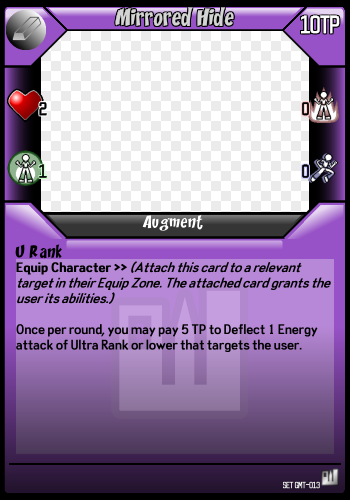 Mirrored Hide
10TP
2
0
1
0
Augment
U Rank
Equip Character >> (Attach this card to a relevant
target in their Equip Zone. The attached card grants the
user its abilities.)
Once per round, you may pay 5 TP to Deflect 1 Energy
attack of Ultra Rank or lower that targets the user.
SET GMT-013